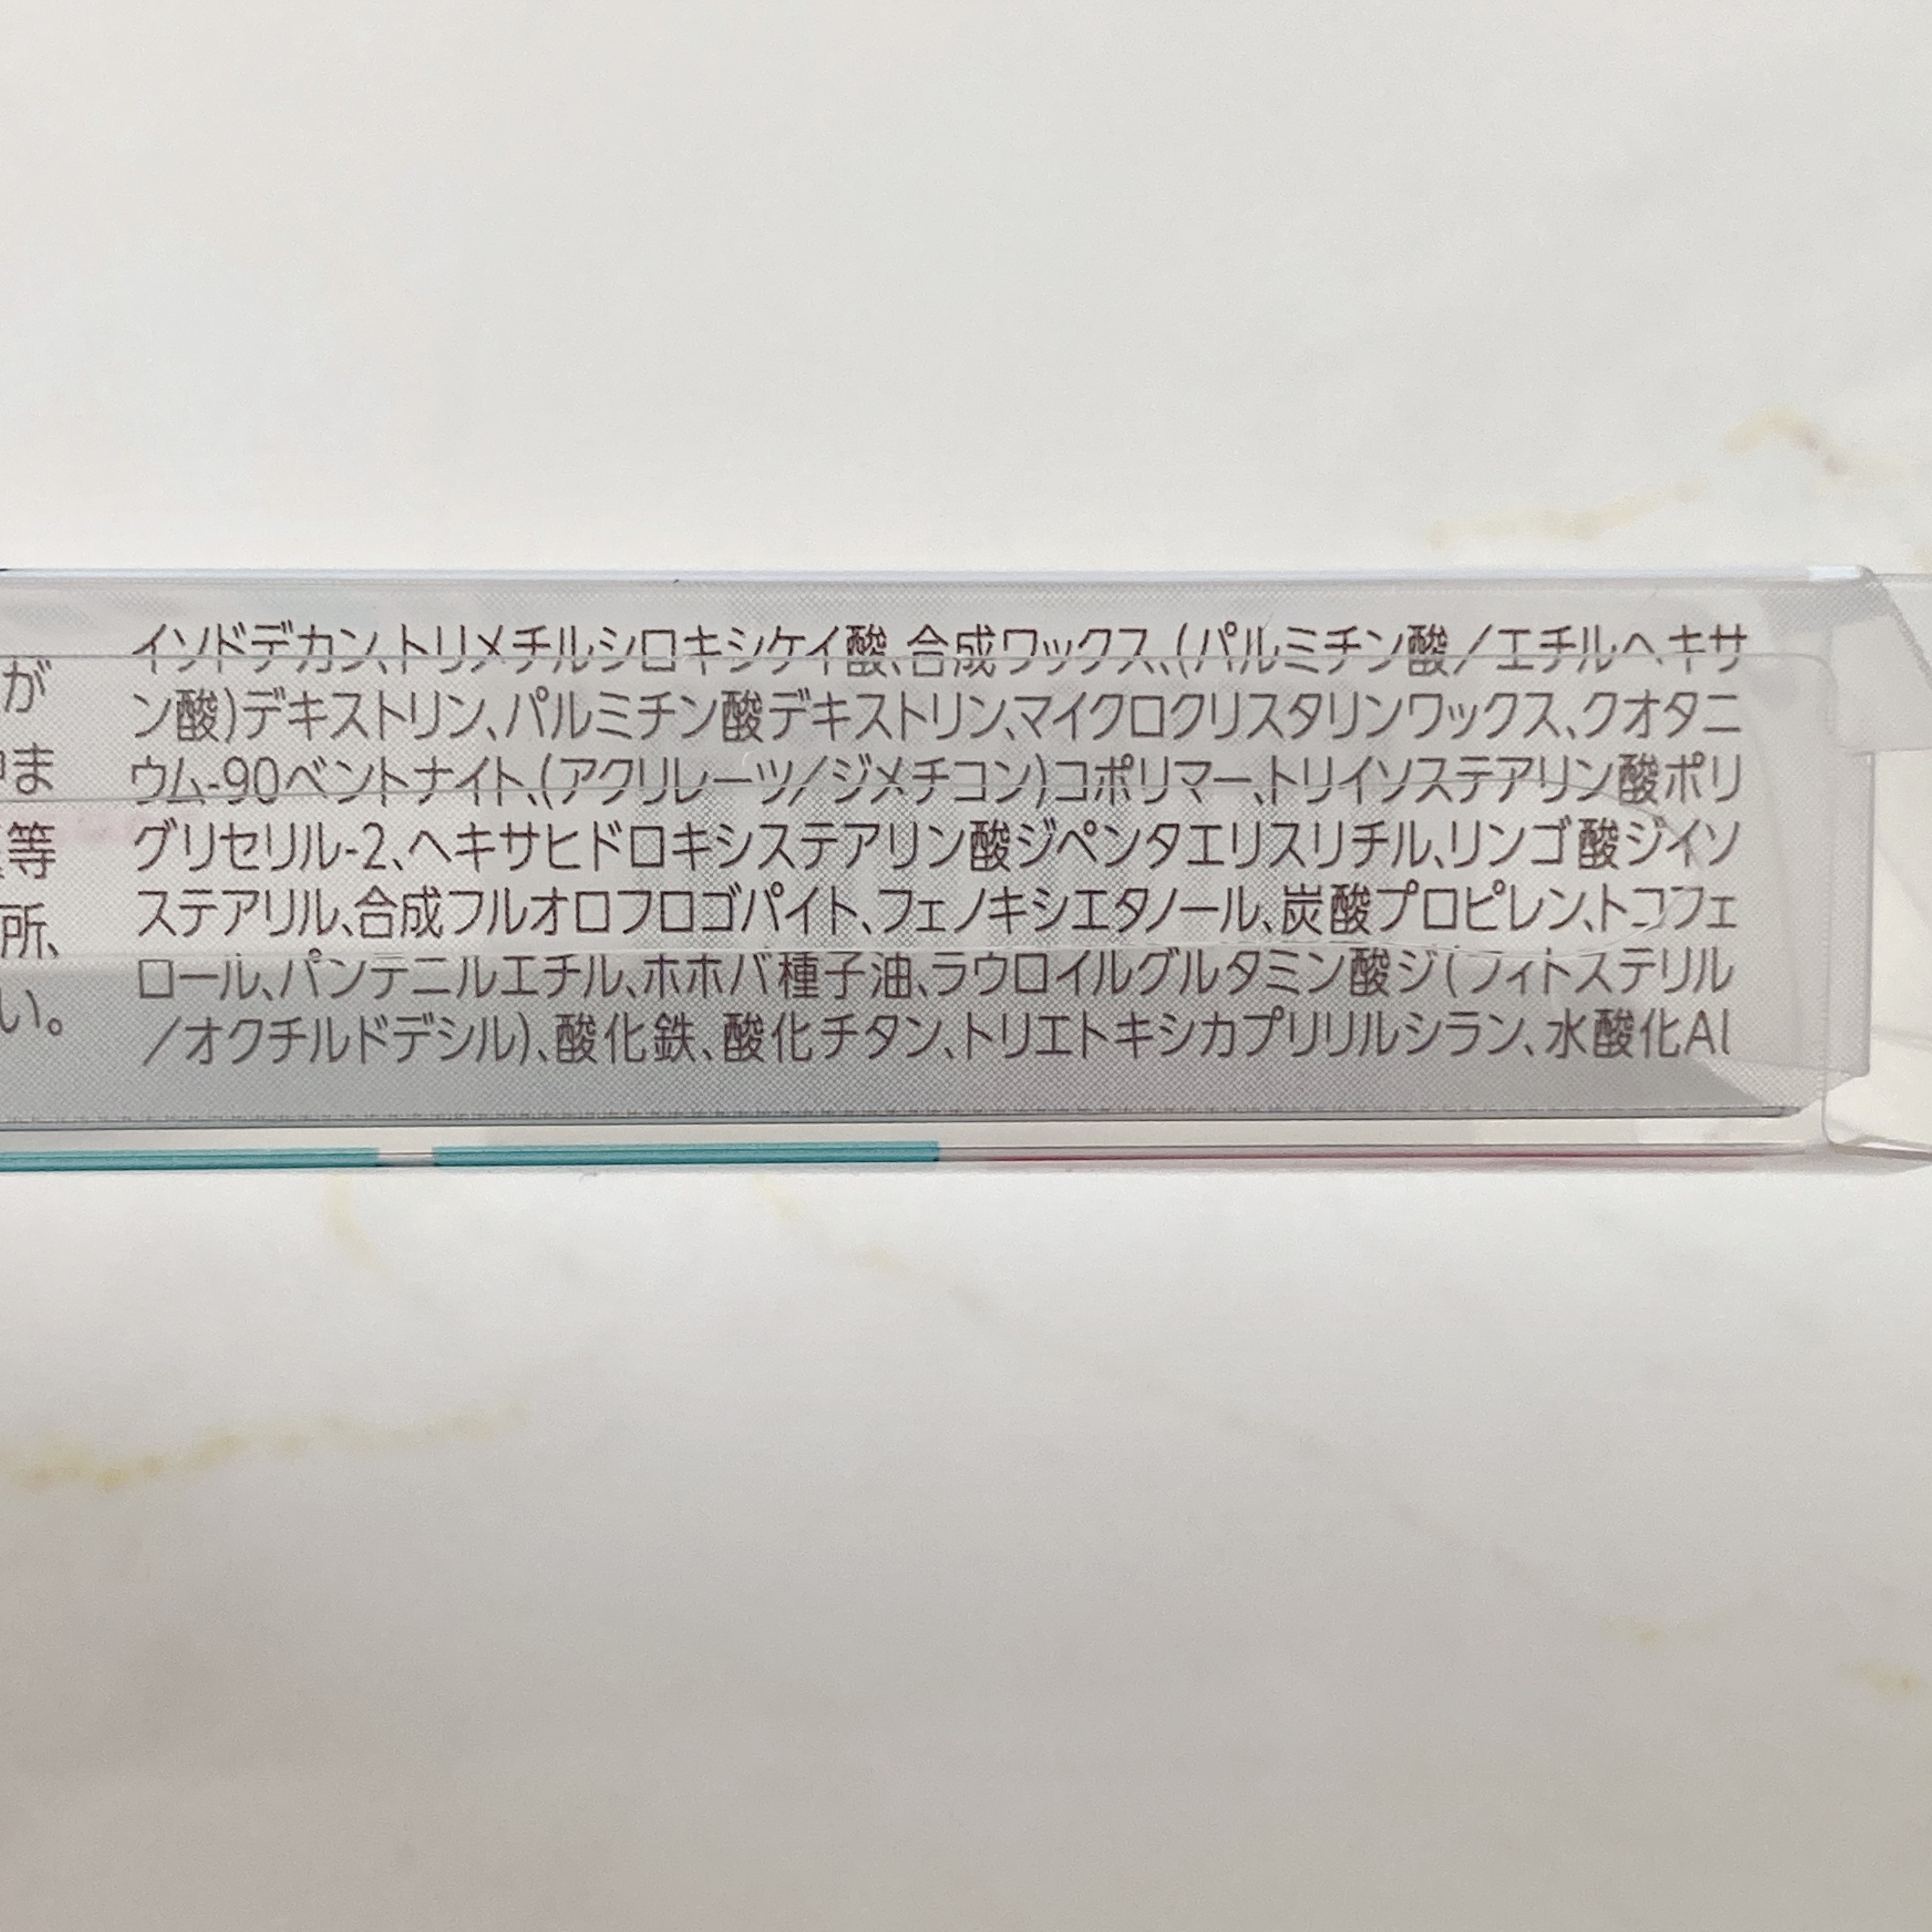 が
ま
等
所、
い。
イソドデカン、トリメチルシロキシケイ酸、合成ワックス、(パルミチン酸/エチルヘキサ
ン酸)デキストリン、パルミチン酸デキストリン、マイクロクリスタリンワックス、クオタニ
ウム-90ベントナイト、(アクリレーツ/ジメチコン)コポリマー、トリイソステアリン酸ポリ
グリセリル-2、ヘキサヒドロキシステアリン酸ジペンタエリスリチル、リンゴ酸ジイソ
ステアリル、合成フルオロフロゴパイト、フェノキシエタノール、炭酸プロピレン、トコフェ
ロール、パンテニルエチル、ホホバ種子油、ラウロイルグルタミン酸ジ(フィトステリル
/オクチルドデシル)、酸化鉄、酸化チタン、トリエトキシカプリリルシラン、水酸化Al